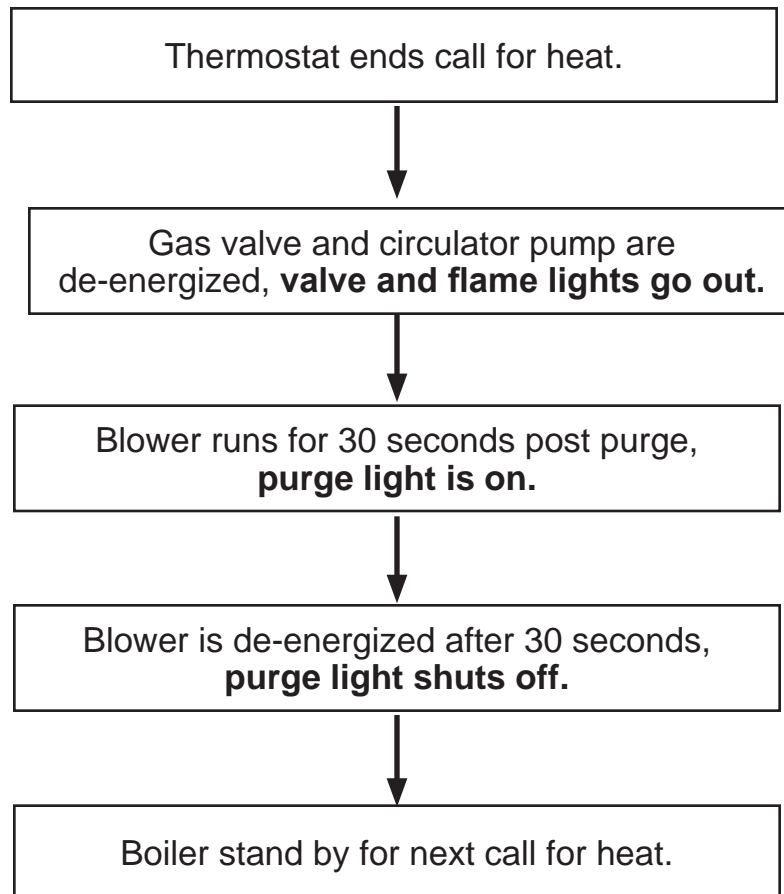 Thermostat ends call for heat.
Gas valve and circulator pump are
de-energized, valve and flame lights go out.
Blower runs for 30 seconds post purge,
purge light is on.
Blower is de-energized after 30 seconds,
purge light shuts off.
Boiler stand by for next call for heat.